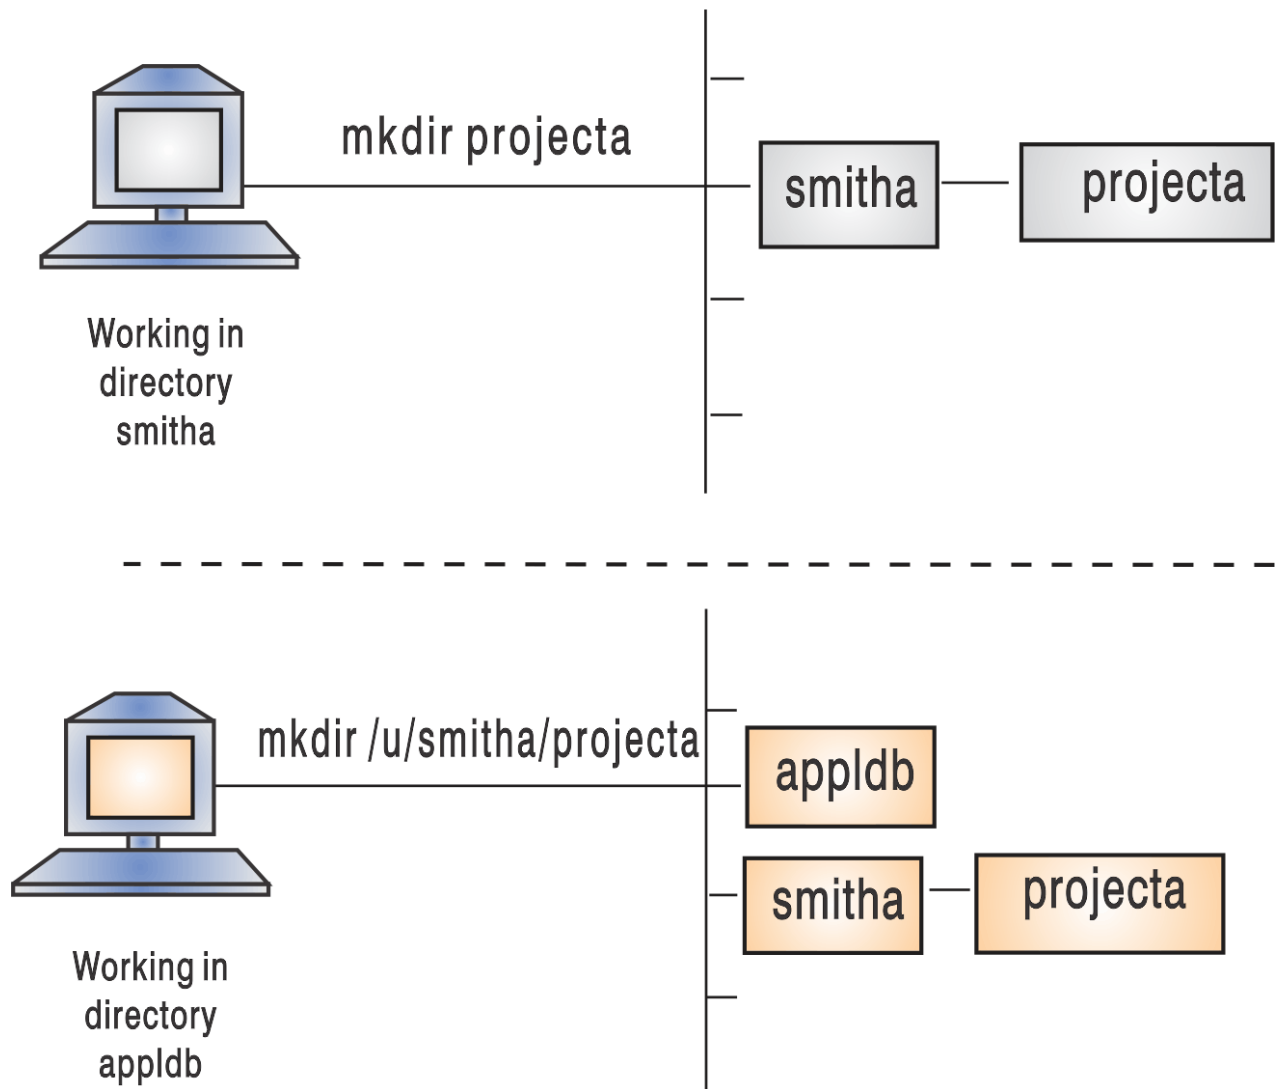 mkdir projecta
smitha
projecta
Working in
directory
smitha
mkdir /u/smitha/projecta
appldb
smitha
projecta
Working in
directory
appldb